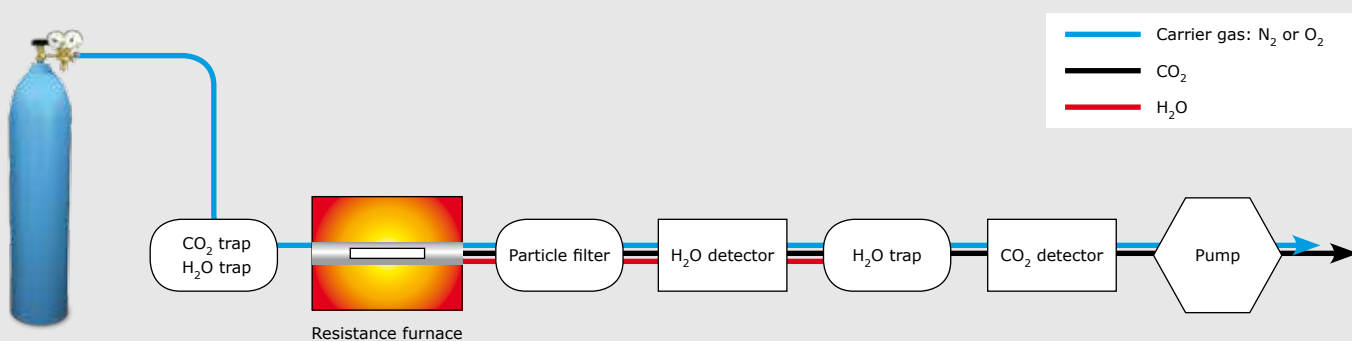 Carrier gas: N₂ or O₂
CO₂
H₂O
CO₂ trap
H₂O trap
Particle filter
H₂O detector
H₂O trap
CO₂ detector
Pump
Resistance furnace